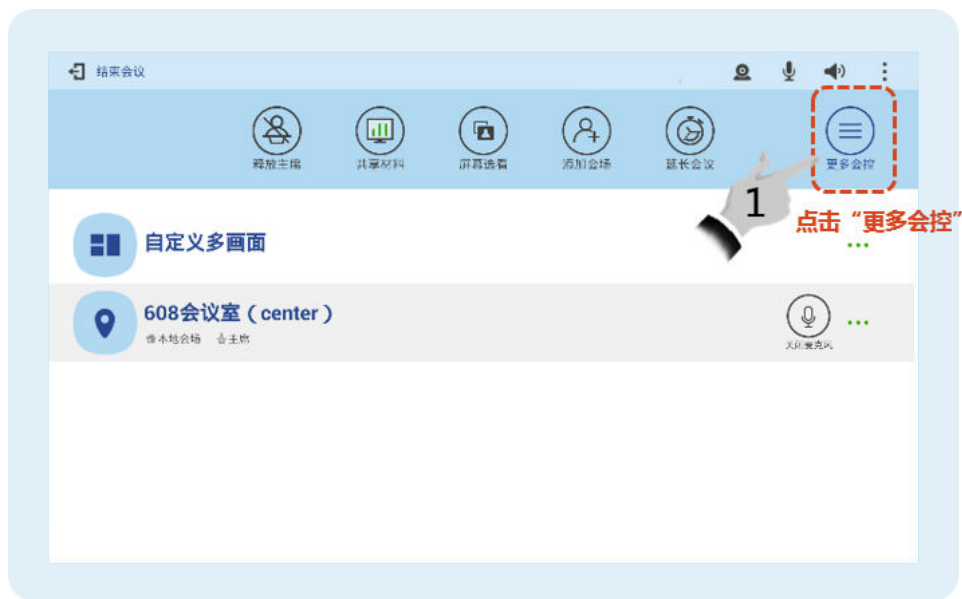 结束会议
释放主席
共享材料
屏幕选看
添加会场
延长会议
更多会控
1
点击“更多会控”
自定义多画面
608会议室（center）
本地会场 主席
关闭麦克风